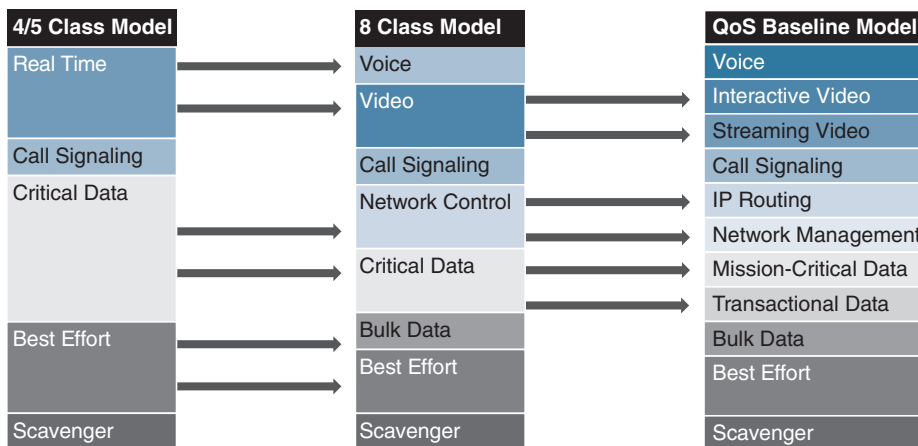 4/5 Class Model
Real Time
Call Signaling
Critical Data
Best Effort
Scavenger
8 Class Model
Voice
Video
Call Signaling
Network Control
Critical Data
Bulk Data
Best Effort
Scavenger
QoS Baseline Model
Voice
Interactive Video
Streaming Video
Call Signaling
IP Routing
Network Management
Mission-Critical Data
Transactional Data
Bulk Data
Best Effort
Scavenger